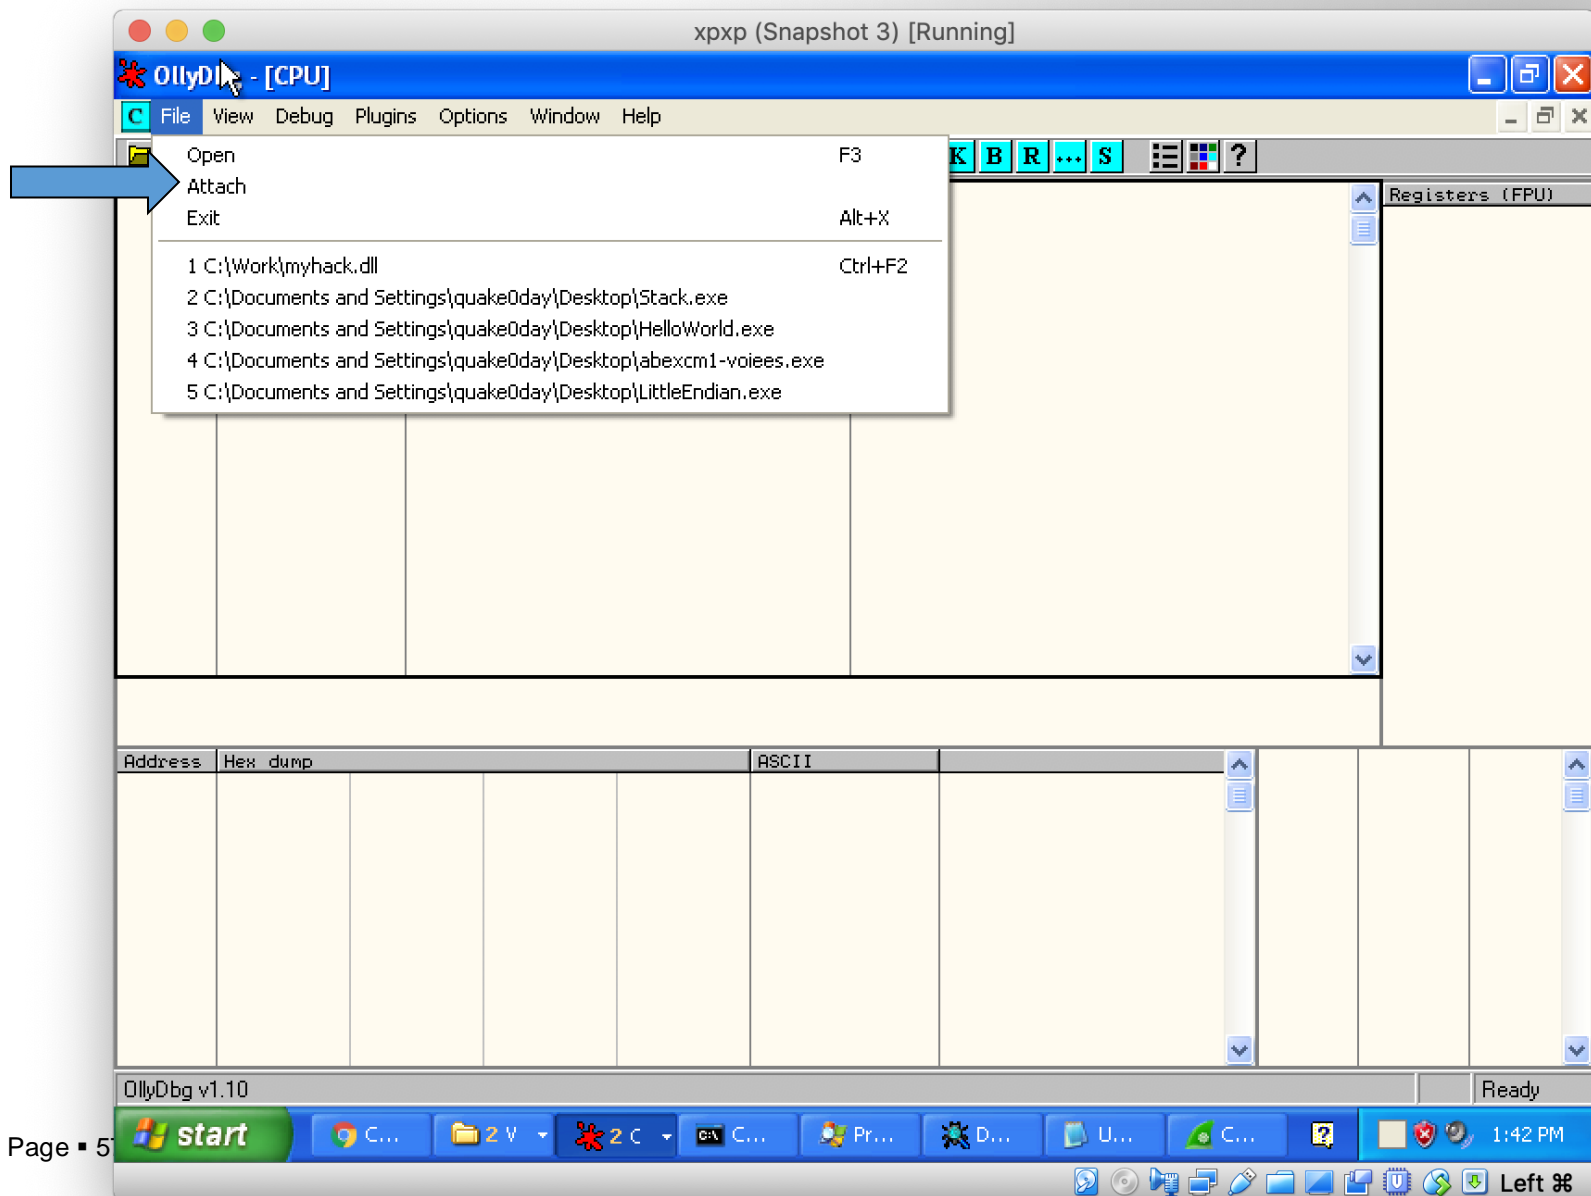 xpxp (Snapshot 3) [Running]
OllyDbg - [CPU]
C File View Debug Plugins Options Window Help
K B R ... S ?
Open F3
Attach
Exit Alt+X
1 C:\Work\myhack.dll Ctrl+F2
2 C:\Documents and Settings\quake0day\Desktop\Stack.exe
3 C:\Documents and Settings\quake0day\Desktop\HelloWorld.exe
4 C:\Documents and Settings\quake0day\Desktop\abexcm1-voiees.exe
5 C:\Documents and Settings\quake0day\Desktop\LittleEndian.exe
Registers (FPU)
Address Hex dump ASCII
OllyDbg v1.10 Ready
start C... 2 V 2 C C... Pr... D... U... C... 1:42 PM
Page ▪ 5
Left ⌘